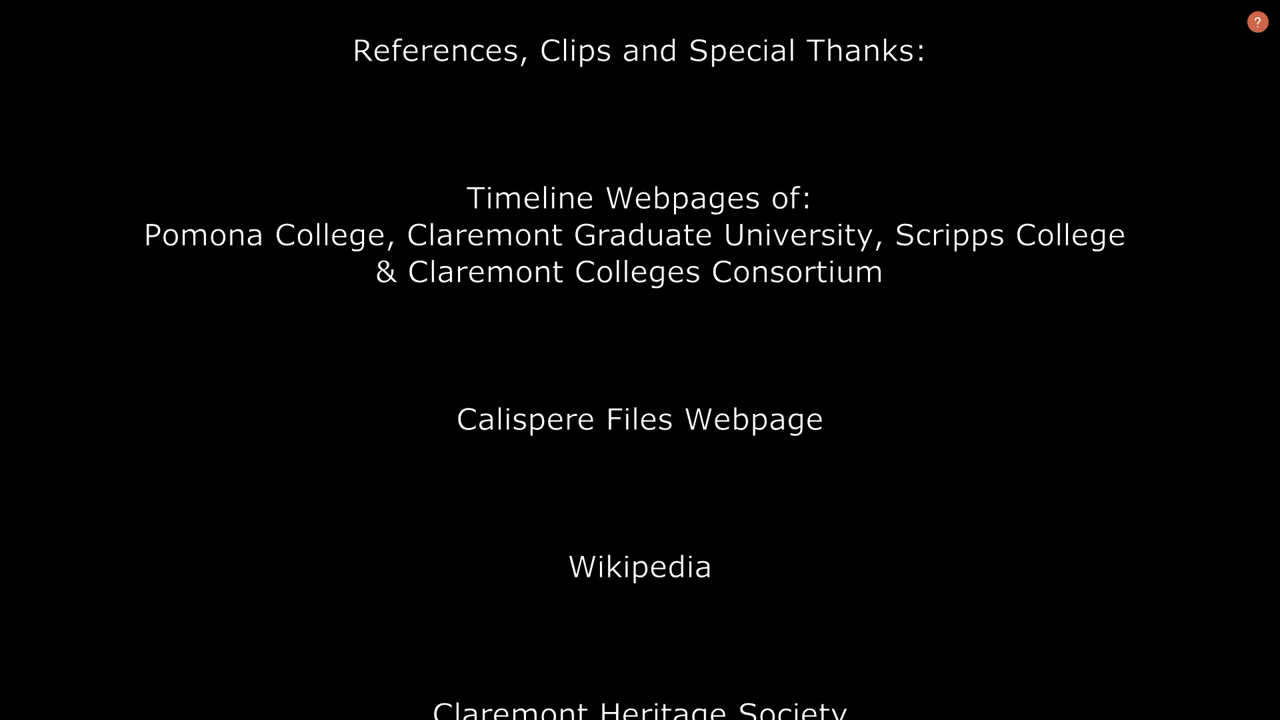 ?
References, Clips and Special Thanks:
Timeline Webpages of:
Pomona College, Claremont Graduate University, Scripps College
& Claremont Colleges Consortium
Calispere Files Webpage
Wikipedia
Claremont Heritage Society